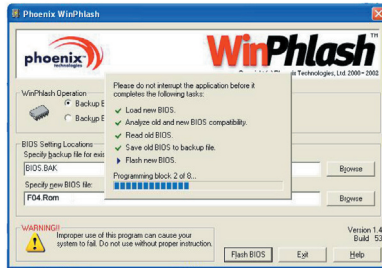 Phoenix WinPhlash
phoenix
technologies
WinPhlash
TM
Technologies, Ltd. 2000-2002
WinPhlash Operation
Backup B
Backup B
Please do not interrupt the application before it
completes the following tasks:
Load new BIOS.
Analyze old and new BIOS compatibility.
Read old BIOS.
Save old BIOS to backup file.
Flash new BIOS.
Programming block 2 of 8...
BIOS Setting Locations
Specify backup file for exis
BIOS.BAK
Browse
Specify new BIOS file:
F04.Rom
Browse
WARNING!!
Improper use of this program can cause your
system to fail. Do not use without proper instruction.
Version 1.4
Build 53
Flash BIOS
Exit
Help